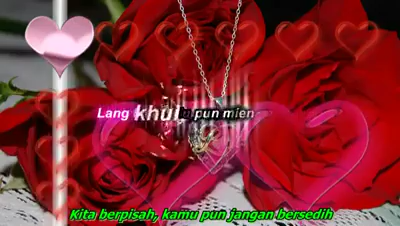 Lang khui pun mien
Kita berpisah, kamu pun jangan bersedih